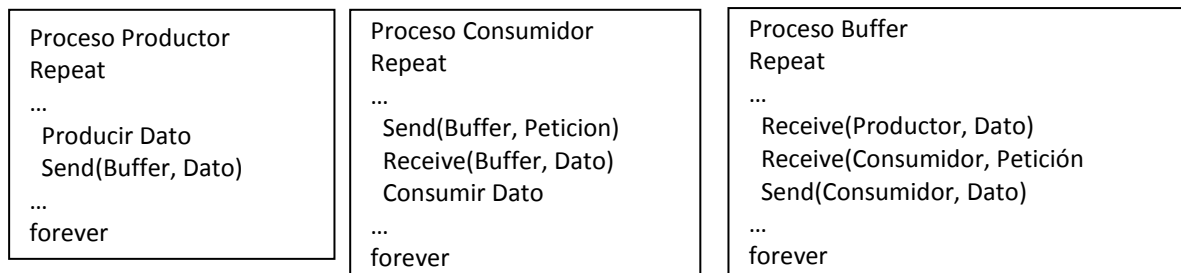 Proceso Productor
Repeat
...
Producir Dato
Send(Buffer, Dato)
...
forever
Proceso Consumidor
Repeat
...
Send(Buffer, Peticion)
Receive(Buffer, Dato)
Consumir Dato
...
forever
Proceso Buffer
Repeat
...
Receive(Productor, Dato)
Receive(Consumidor, Petición
Send(Consumidor, Dato)
...
forever